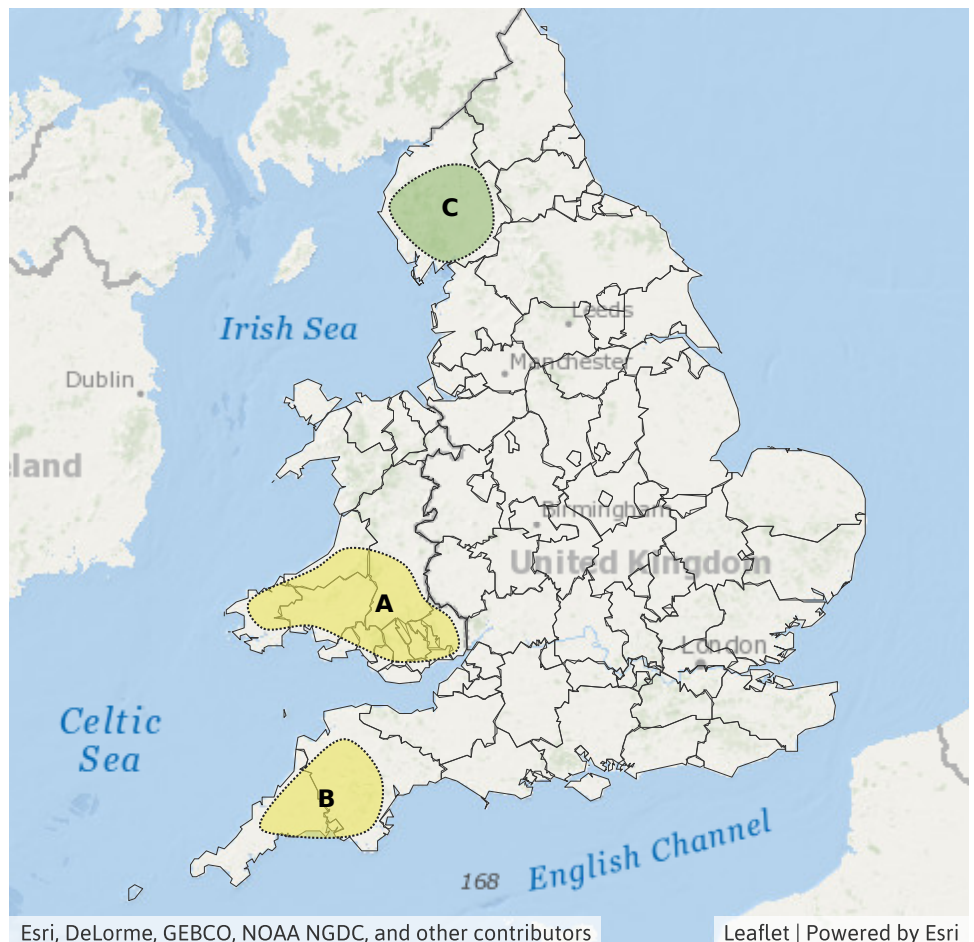 C
Leeds
Irish Sea
Manchester
Dublin
eland
Birmingham
United Kingdom
A
London
Celtic
Sea
B
English Channel
168
Esri, DeLorme, GEBCO, NOAA NGDC, and other contributors
Leaflet | Powered by Esri